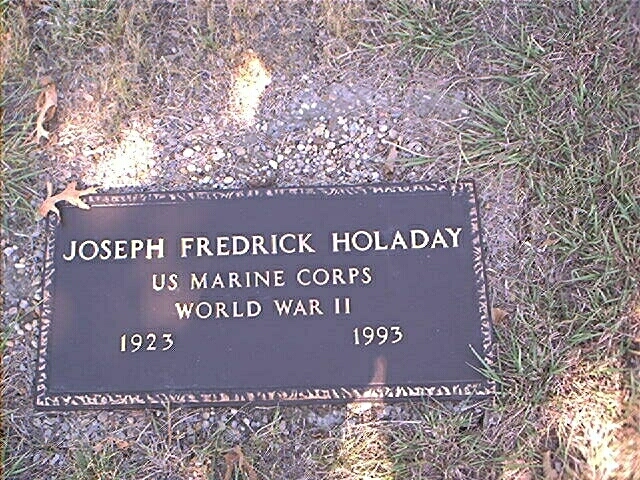 JOSEPH FREDRICK HOLADAY
US MARINE CORPS
WORLD WAR II
1923 1993